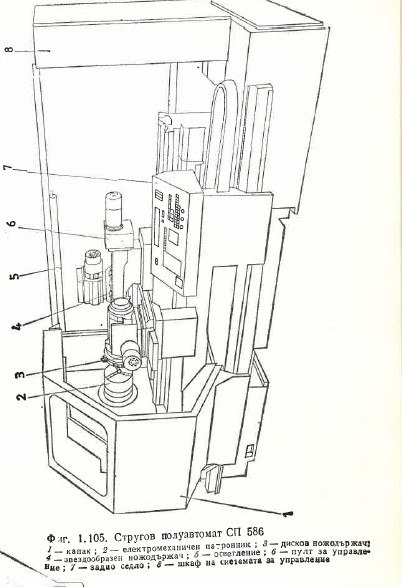 8
7
6
5
4
3
2
1
Фиг. 1.105. Стругов полуавтомат СП 586
1 — капак; 2 — електромеханичен патронник; 3 — дисков ножодържач;
4 — звездообразен ножодържач; 5 — осветление; 6 — пулт за управле-
ние; 7 — задно седло; 8 — шкаф на системата за управление